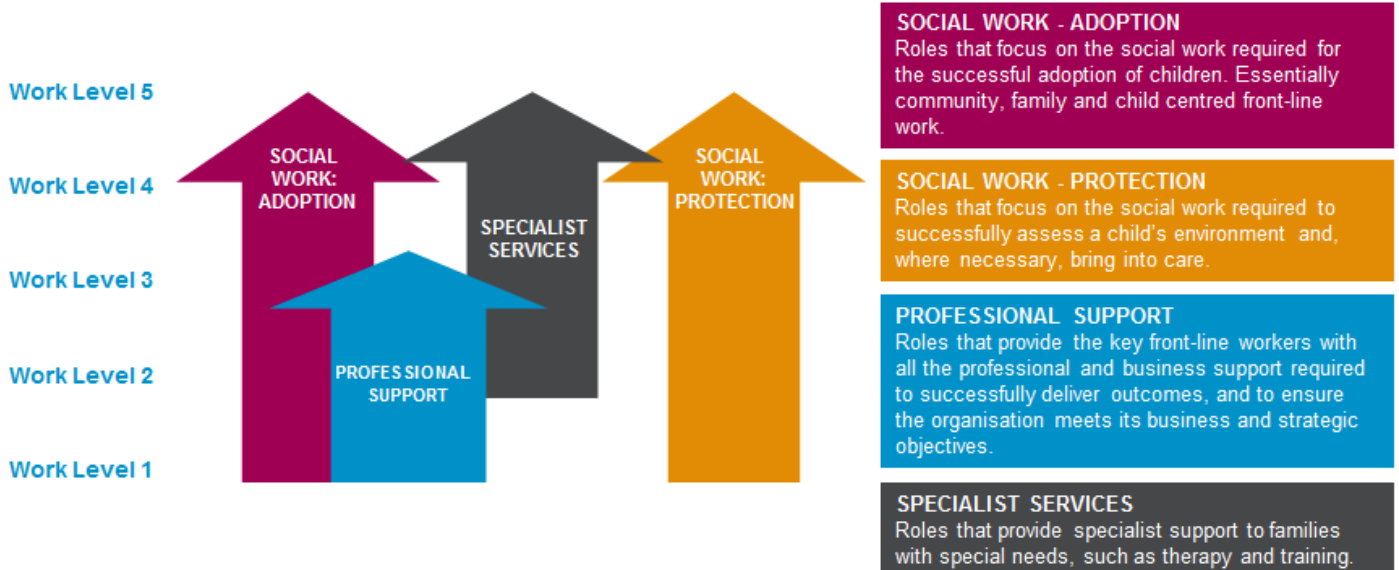 Work Level 5
Work Level 4
Work Level 3
Work Level 2
Work Level 1
SOCIAL
WORK:
ADOPTION
PROFESSIONAL
SUPPORT
SPECIALIST
SERVICES
SOCIAL
WORK:
PROTECTION
SOCIAL WORK - ADOPTION
Roles that focus on the social work required for
the successful adoption of children. Essentially
community, family and child centred front-line
work.
SOCIAL WORK - PROTECTION
Roles that focus on the social work required to
successfully assess a child's environment and,
where necessary, bring into care.
PROFESSIONAL SUPPORT
Roles that provide the key front-line workers with
all the professional and business support required
to successfully deliver outcomes, and to ensure
the organisation meets its business and strategic
objectives.
SPECIALIST SERVICES
Roles that provide specialist support to families
with special needs, such as therapy and training.